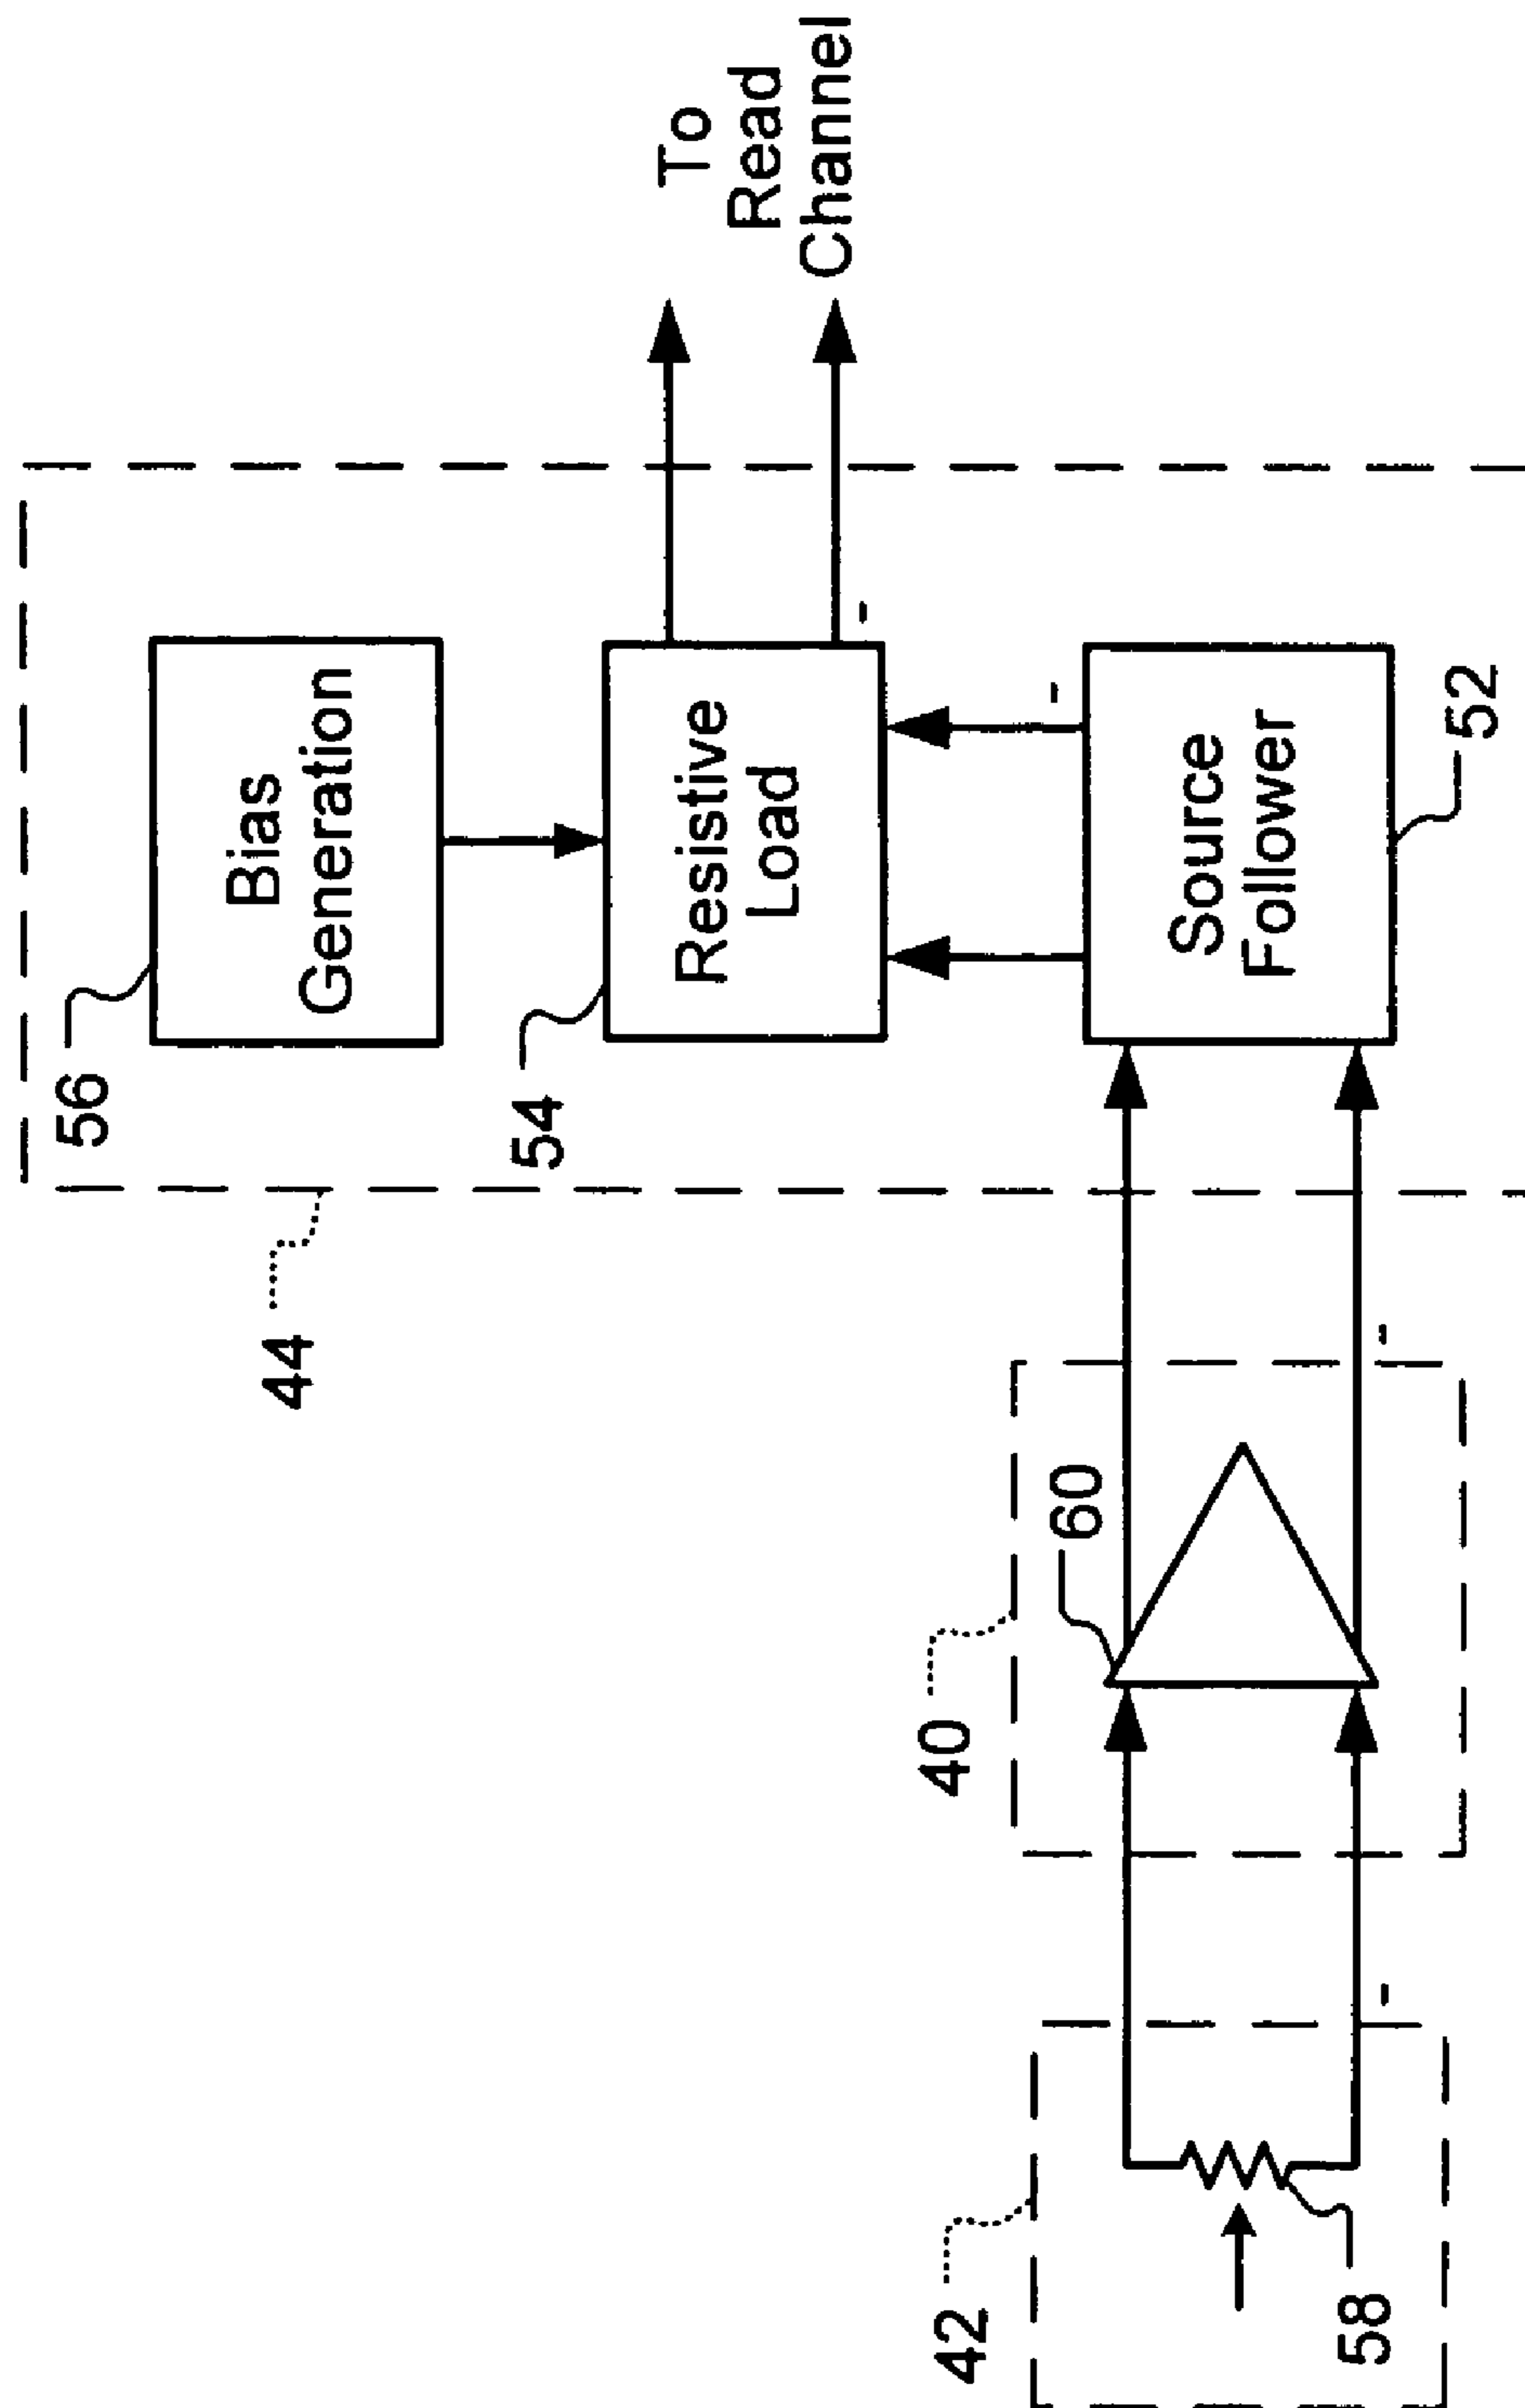 56
Bias
Generation
54
Resistive
Load
To
Read
Channel
44
Source
Follower
52
40
60
42
58